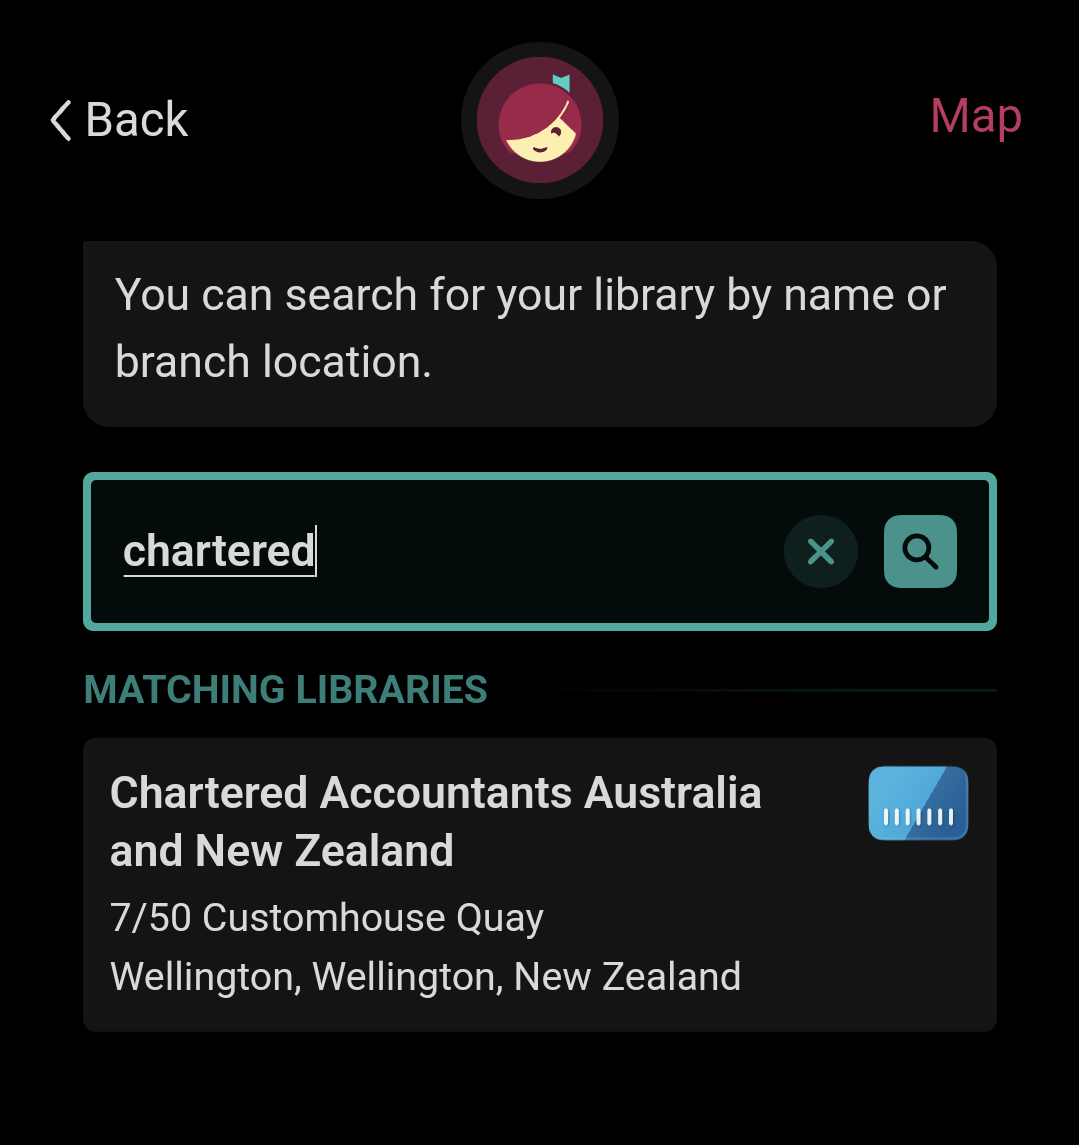 Back
Map
You can search for your library by name or
branch location.
chartered
MATCHING LIBRARIES
Chartered Accountants Australia
and New Zealand
7/50 Customhouse Quay
Wellington, Wellington, New Zealand